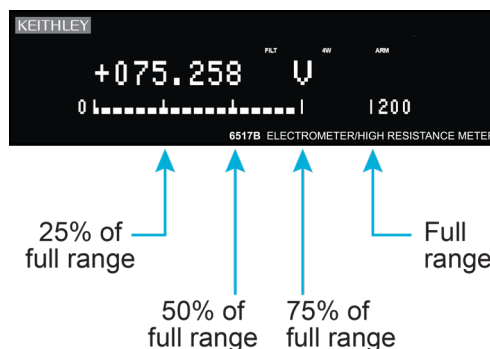 KEITHLEY
FILT 4W ARM
+075.258 V
0 200
6517B ELECTROMETER/HIGH RESISTANCE METER
25% of
full range
Full
range
50% of
full range
75% of
full range